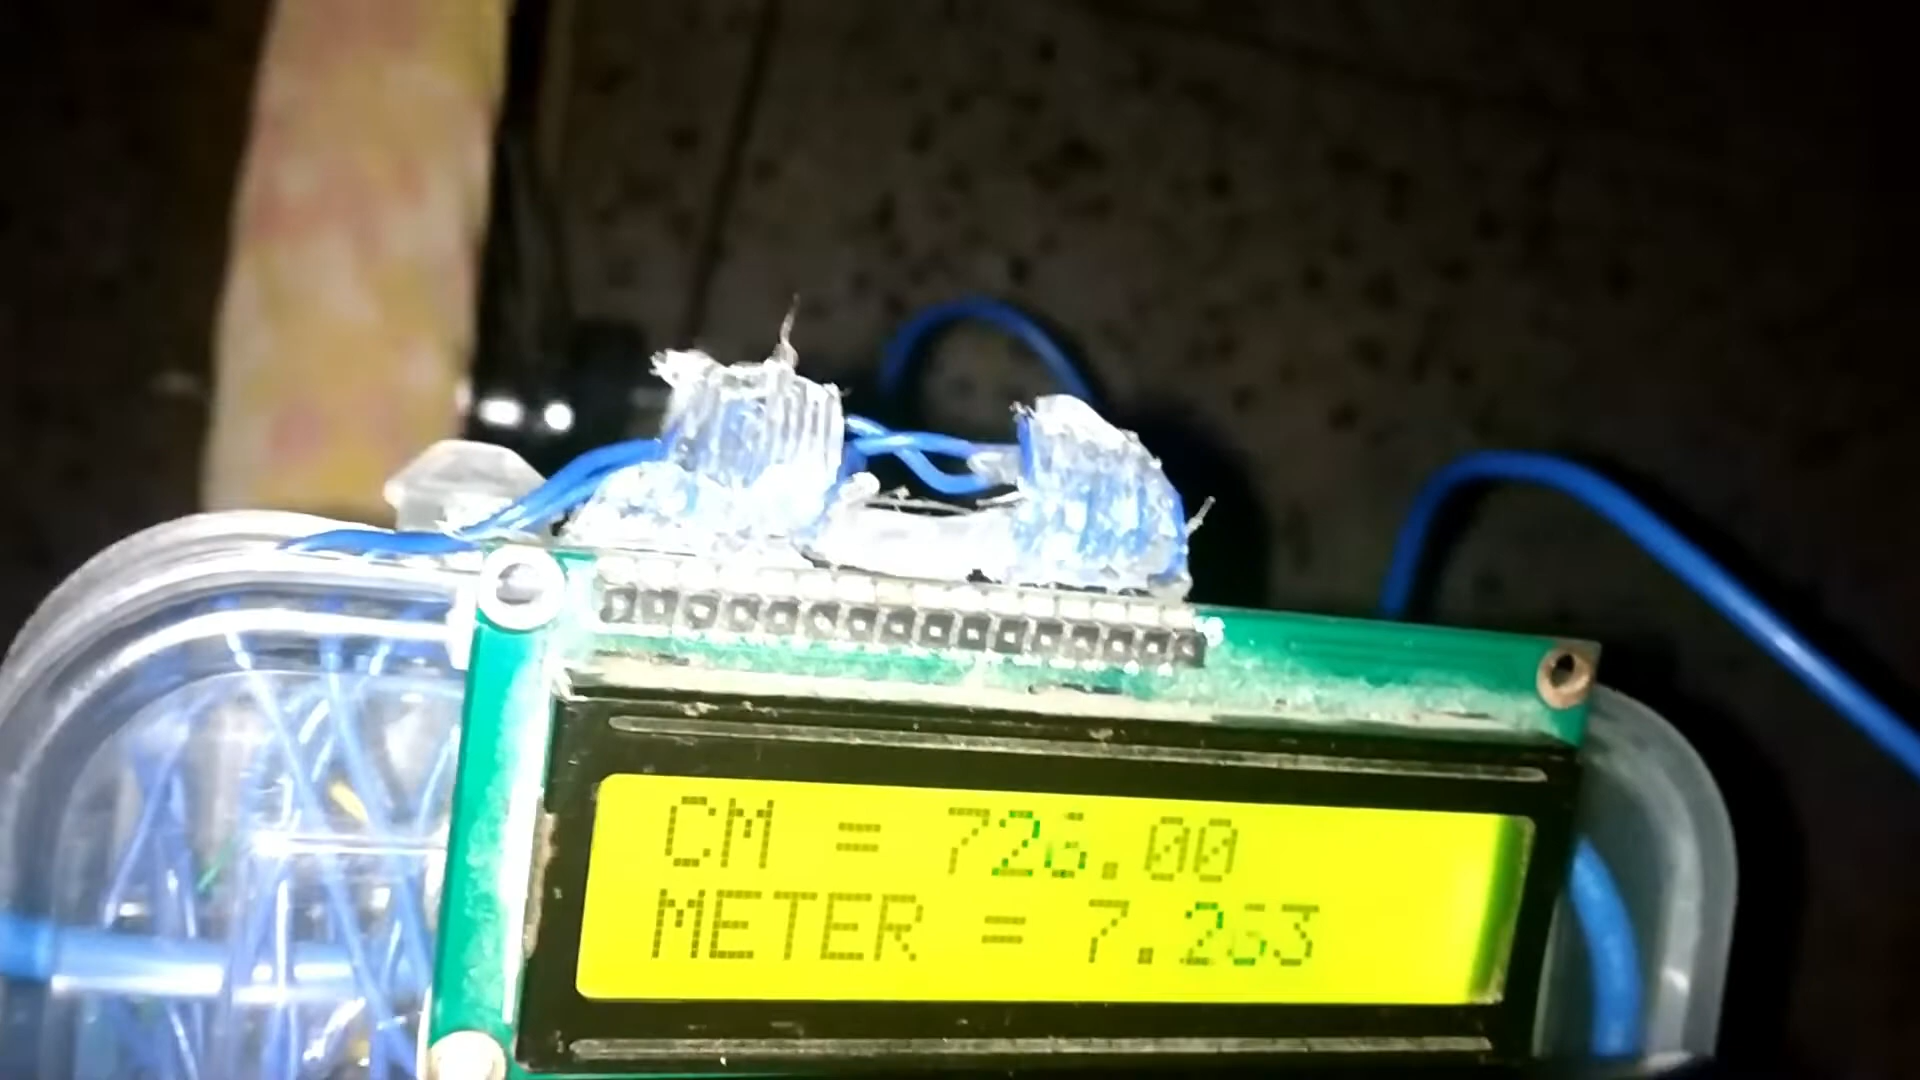 CM = 726.00
METER = 7.263